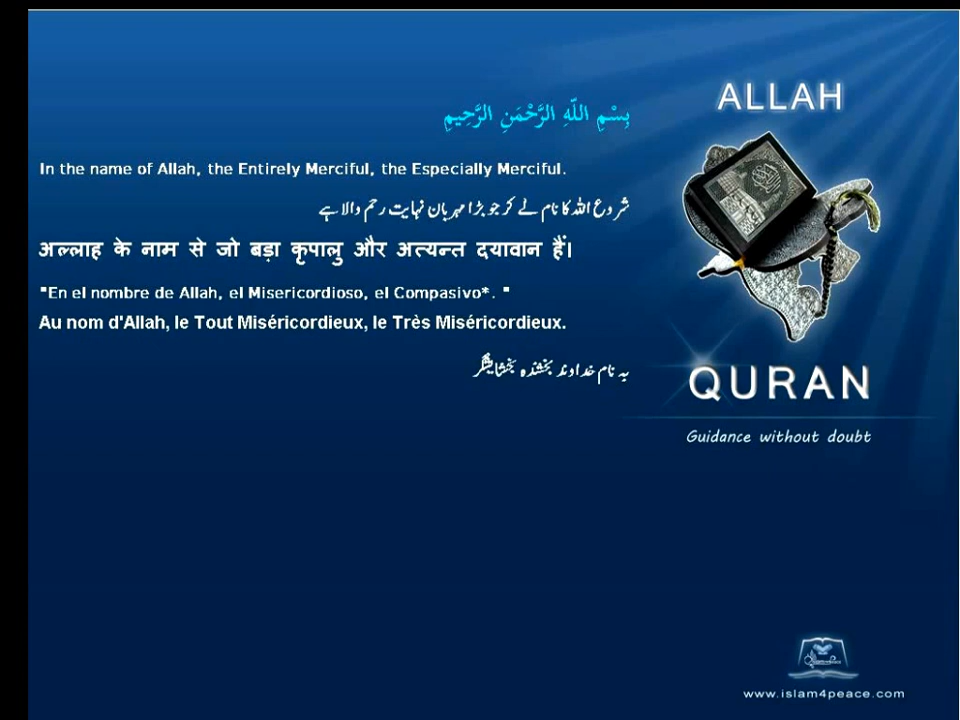 بِسْمِ اللّهِ الرَّحْمَنِ الرَّحِيمِ
In the name of Allah, the Entirely Merciful, the Especially Merciful.
شروع الله کا نام لے کر جو بڑا مہربان نہایت رحم والا ہے
अल्लाह के नाम से जो बड़ा कृपालु और अत्यन्त दयावान हैं।
"En el nombre de Allah, el Misericordioso, el Compasivo*. "
Au nom d'Allah, le Tout Miséricordieux, le Très Miséricordieux.
به نام خداوند بخشنده بخشایشگر
ALLAH
QURAN
Guidance without doubt
www.islam4peace.com